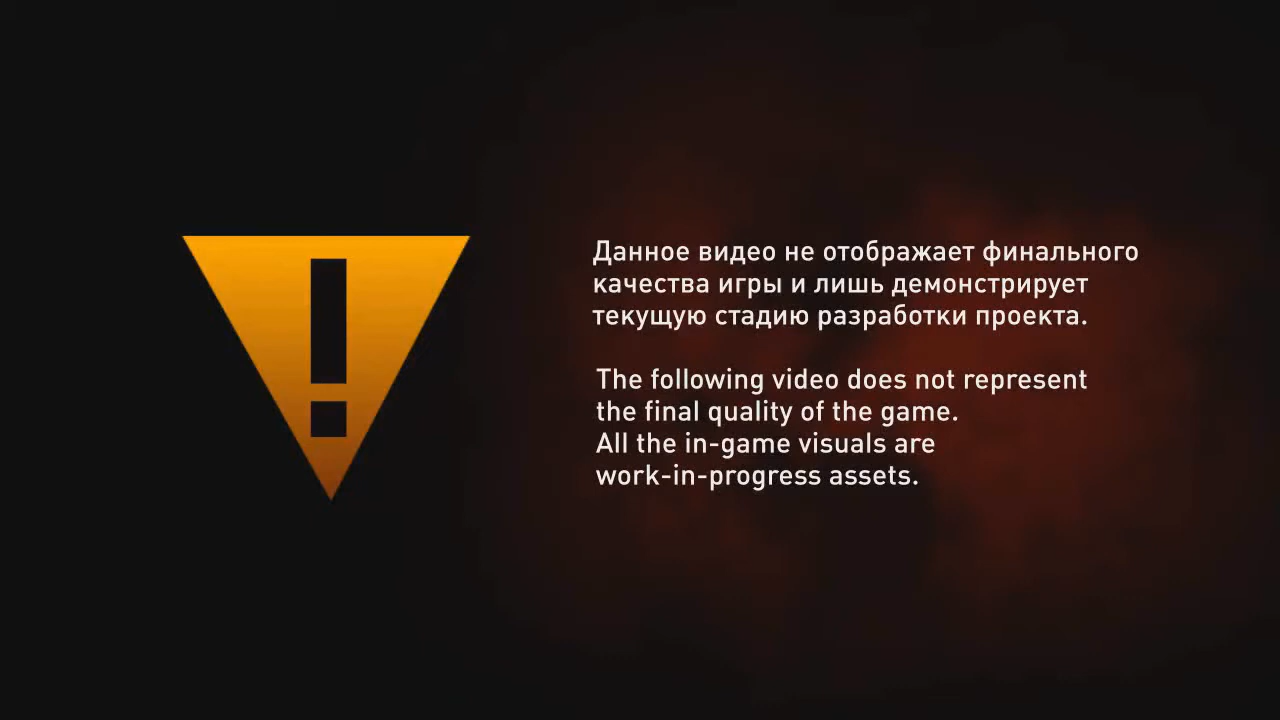 Данное видео не отображает финального
качества игры и лишь демонстрирует
текущую стадию разработки проекта.
The following video does not represent
the final quality of the game.
All the in-game visuals are
work-in-progress assets.